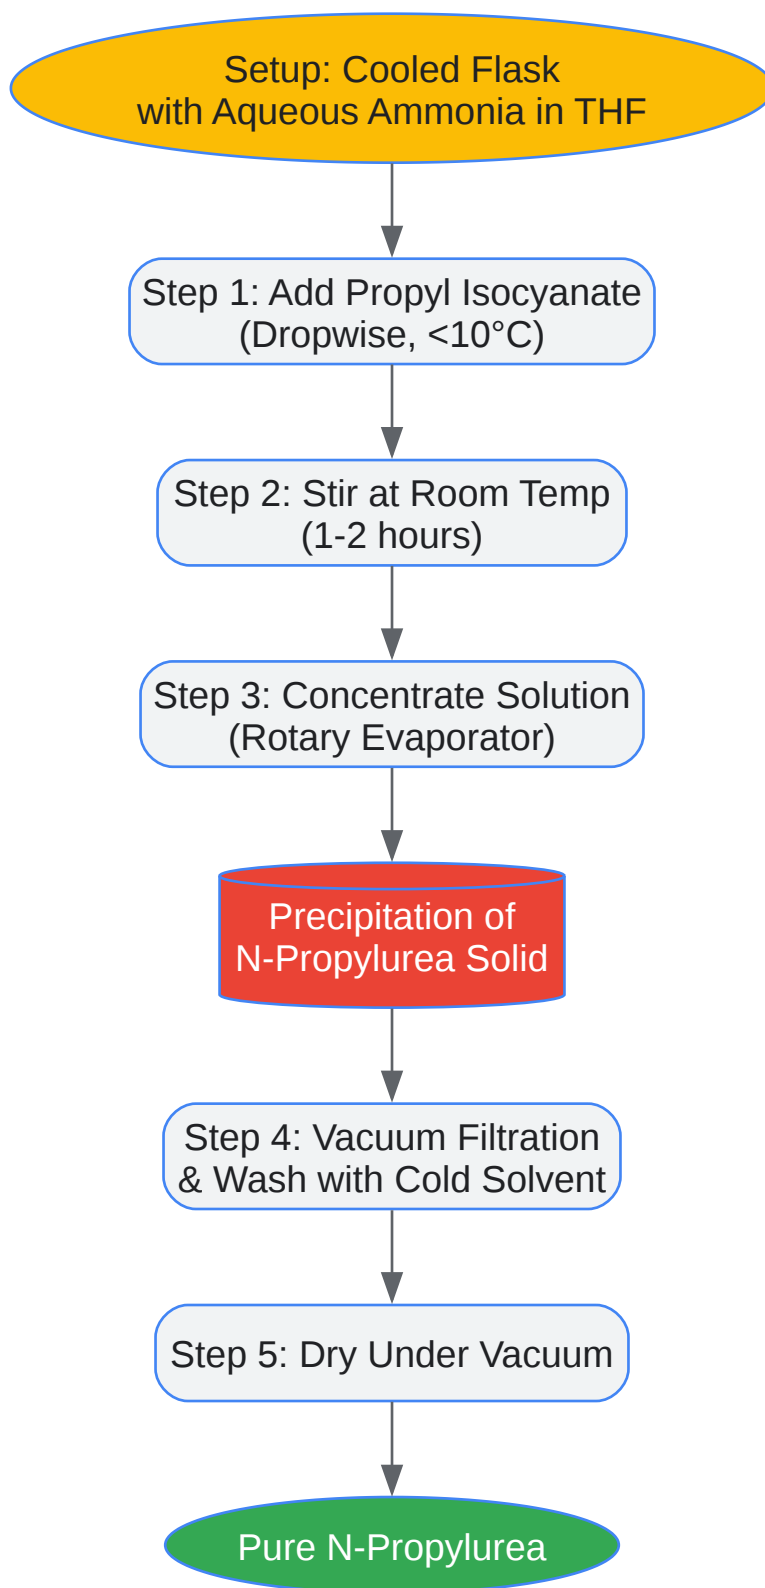 Setup: Cooled Flask
with Aqueous Ammonia in THF
Step 1: Add Propyl Isocyanate
(Dropwise, <10°C)
Step 2: Stir at Room Temp
(1-2 hours)
Step 3: Concentrate Solution
(Rotary Evaporator)
Precipitation of
N-Propylurea Solid
Step 4: Vacuum Filtration
& Wash with Cold Solvent
Step 5: Dry Under Vacuum
Pure N-Propylurea